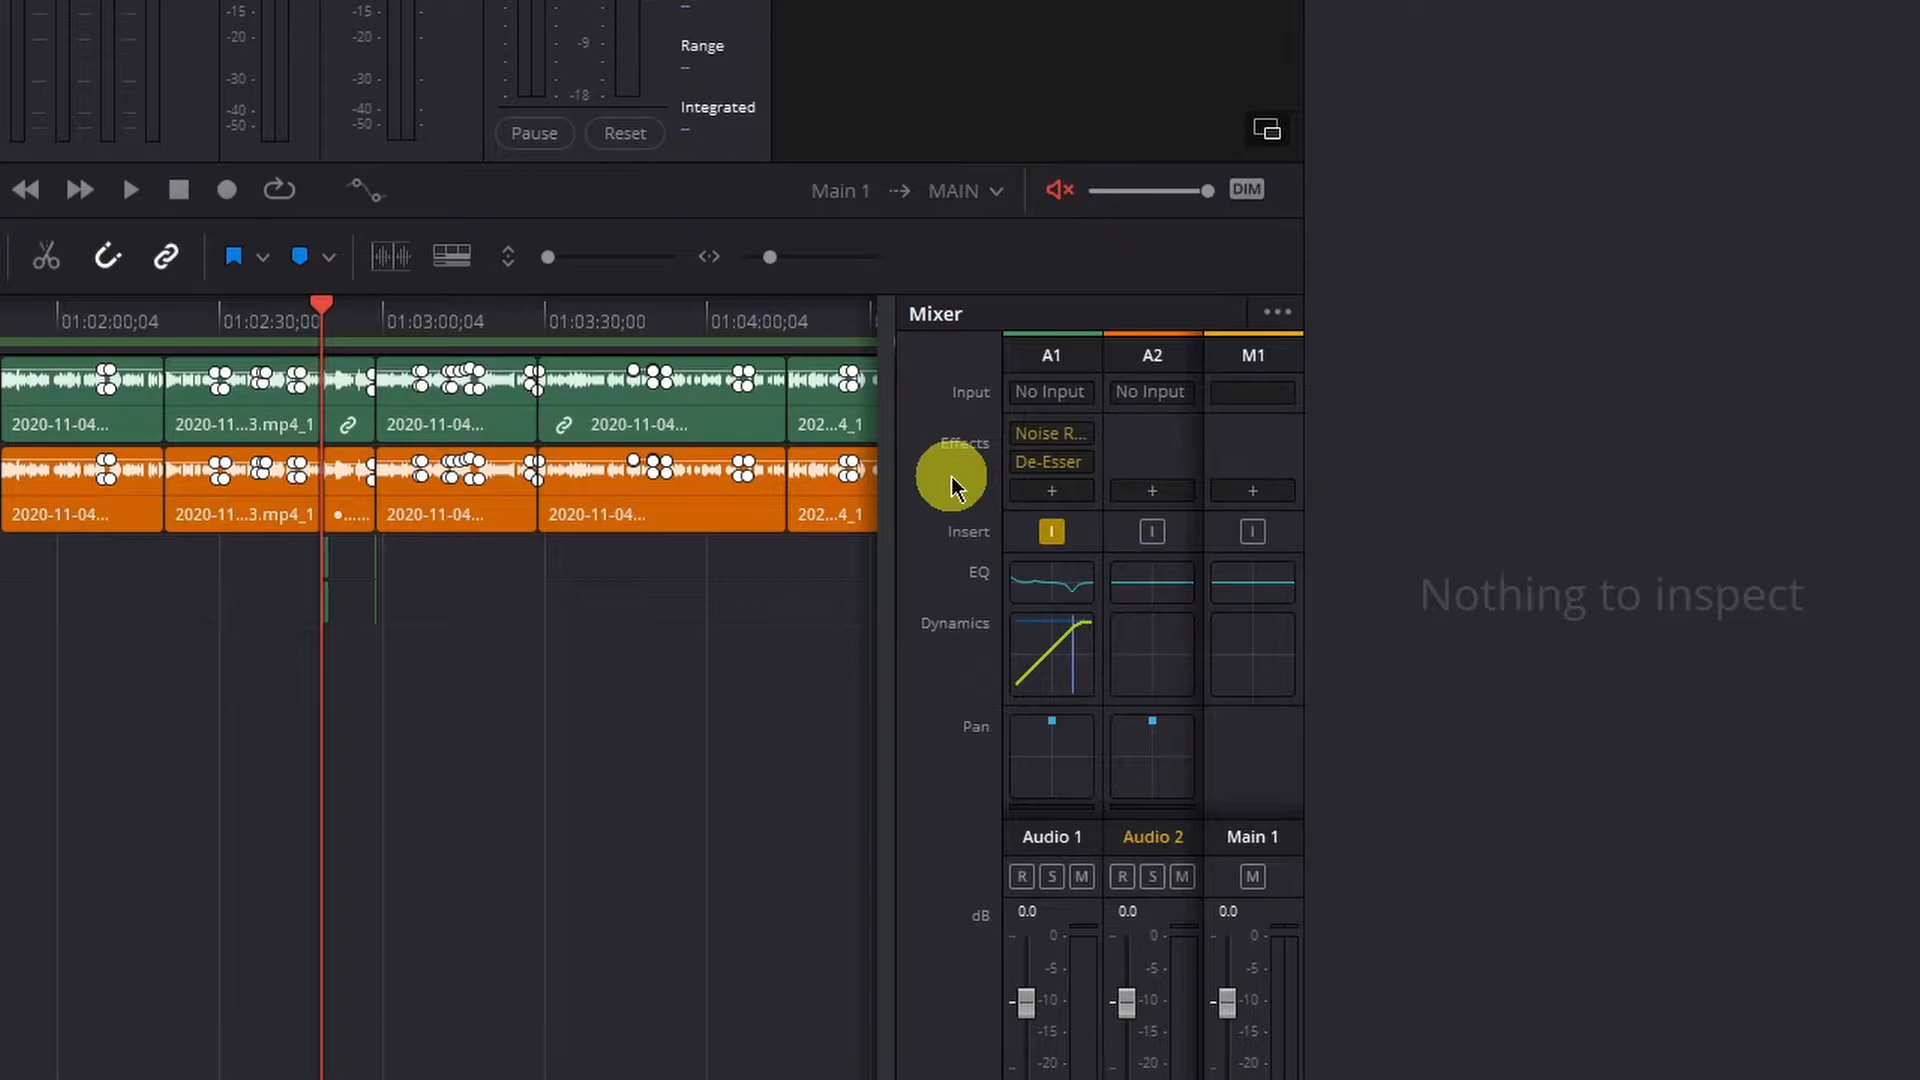 -15 -
-15 -
-20 -
-20 -
-9
Range
--
-30 -
-30 -
-40 -
-40 -
-18
Integrated
-50 -
-50 -
--
Pause
Reset
Main 1
MAIN
DIM
01:02:00;04
01:02:30;00
01:03:00;04
01:03:30;00
01:04:00;04
Mixer
A1
A2
M1
Input
No Input
No Input
2020-11-04...
2020-11...3.mp4_1
2020-11-04...
2020-11-04...
202...4_1
Effects
Noise R...
De-Esser
+
+
+
2020-11-04...
2020-11...3.mp4_1
•......
2020-11-04...
2020-11-04...
202...4_1
Insert
I
I
I
EQ
Dynamics
Nothing to inspect
Pan
Audio 1
Audio 2
Main 1
R S M
R S M
M
dB
0.0
0.0
0.0
0-
0-
0-
-5-
-5-
-5-
-10-
-10-
-10-
-15-
-15-
-15-
-20-
-20-
-20-